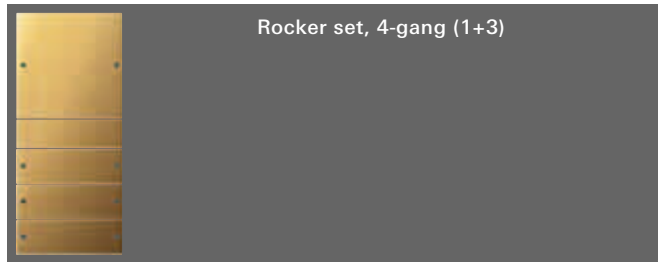 Rocker set, 4-gang (1+3)